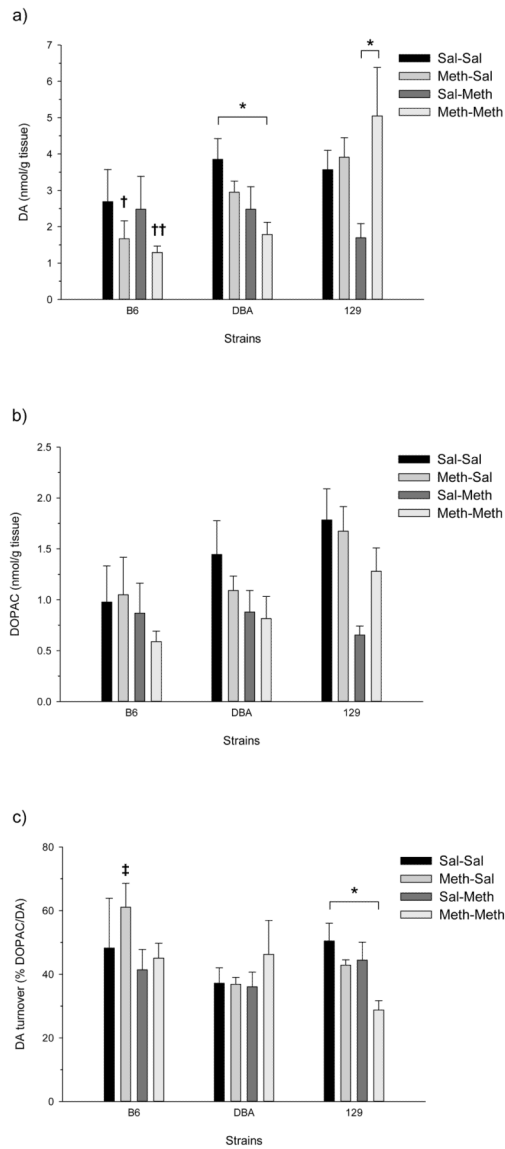 a)
DA (nmol/g tissue)
7
6
5
4
3
2
1
0
†
††
*
*
Sal-Sal
Meth-Sal
Sal-Meth
Meth-Meth
B6 DBA 129
Strains
b)
DOPAC (nmol/g tissue)
2.5
2.0
1.5
1.0
0.5
0.0
Sal-Sal
Meth-Sal
Sal-Meth
Meth-Meth
B6 DBA 129
Strains
c)
DA turnover (% DOPAC/DA)
80
60
40
20
0
‡
*
Sal-Sal
Meth-Sal
Sal-Meth
Meth-Meth
B6 DBA 129
Strains